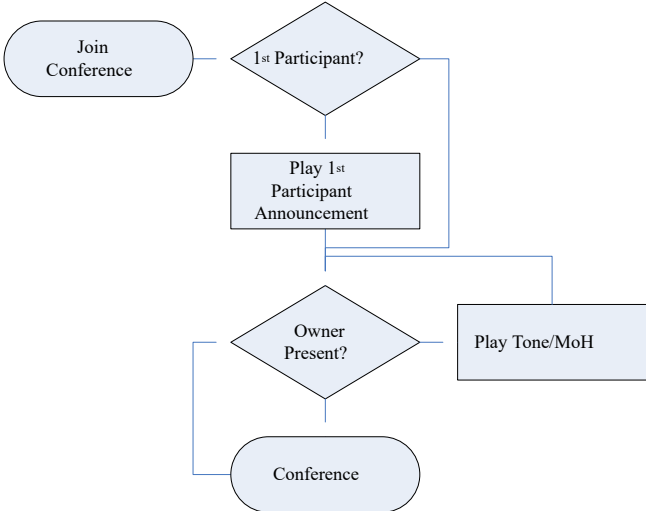 Join
Conference
1st Participant?
Play 1st
Participant
Announcement
Owner
Present?
Play Tone/MoH
Conference